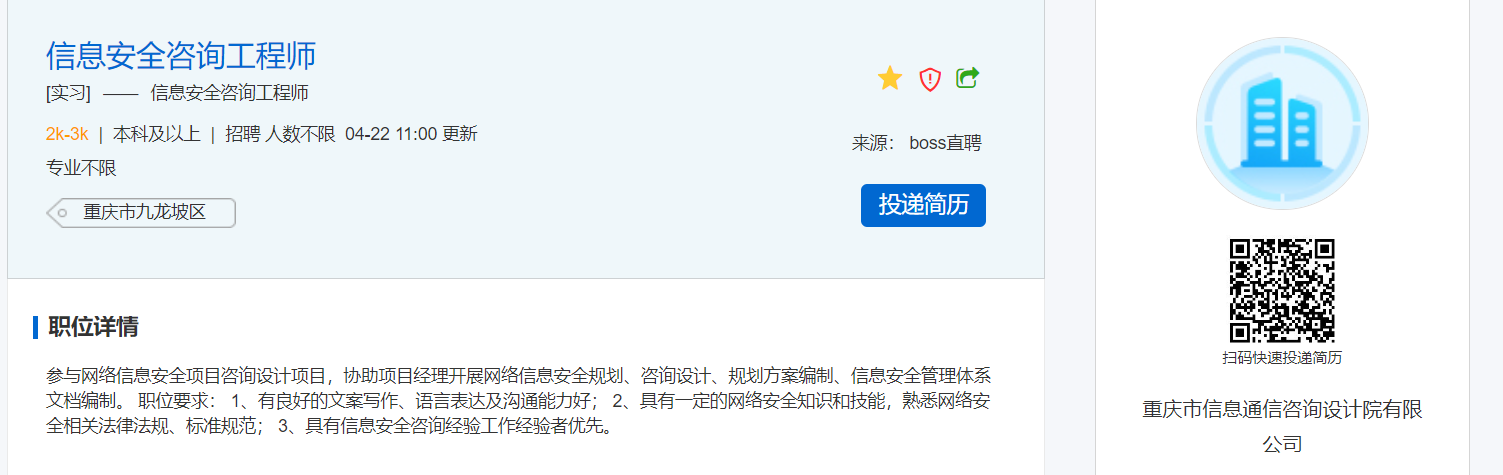 信息安全咨询工程师
[实习] —— 信息安全咨询工程师
2k-3k | 本科及以上 | 招聘 人数不限 04-22 11:00 更新
专业不限
重庆市九龙坡区
来源： boss直聘
投递简历
职位详情
参与网络信息安全项目咨询设计项目，协助项目经理开展网络信息安全规划、咨询设计、规划方案编制、信息安全管理体系
文档编制。 职位要求： 1、有良好的文案写作、语言表达及沟通能力好； 2、具有一定的网络安全知识和技能，熟悉网络安
全相关法律法规、标准规范； 3、具有信息安全咨询经验工作经验者优先。
扫码快速投递简历
重庆市信息通信咨询设计院有限
公司